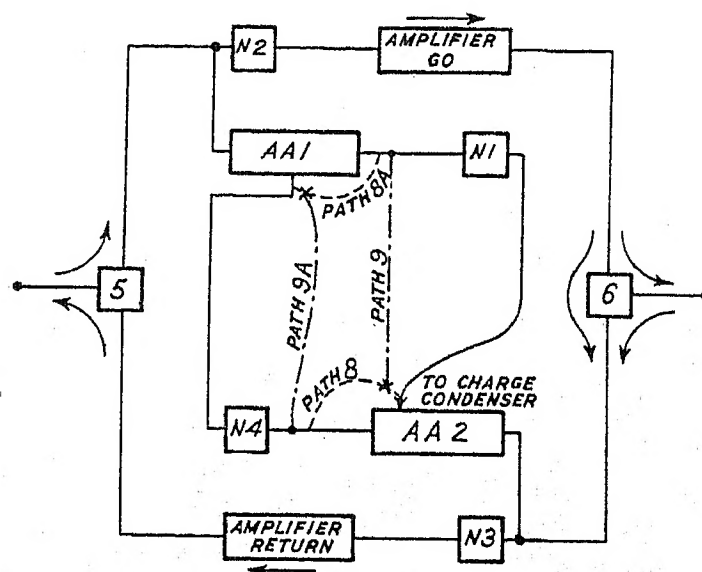 N2
AMPLIFIER
GO
AA1
N1
PATH 8A
PATH 9A
PATH 9
5
6
PATH 8
TO CHARGE
CONDENSER
N4
AA2
AMPLIFIER
RETURN
N3